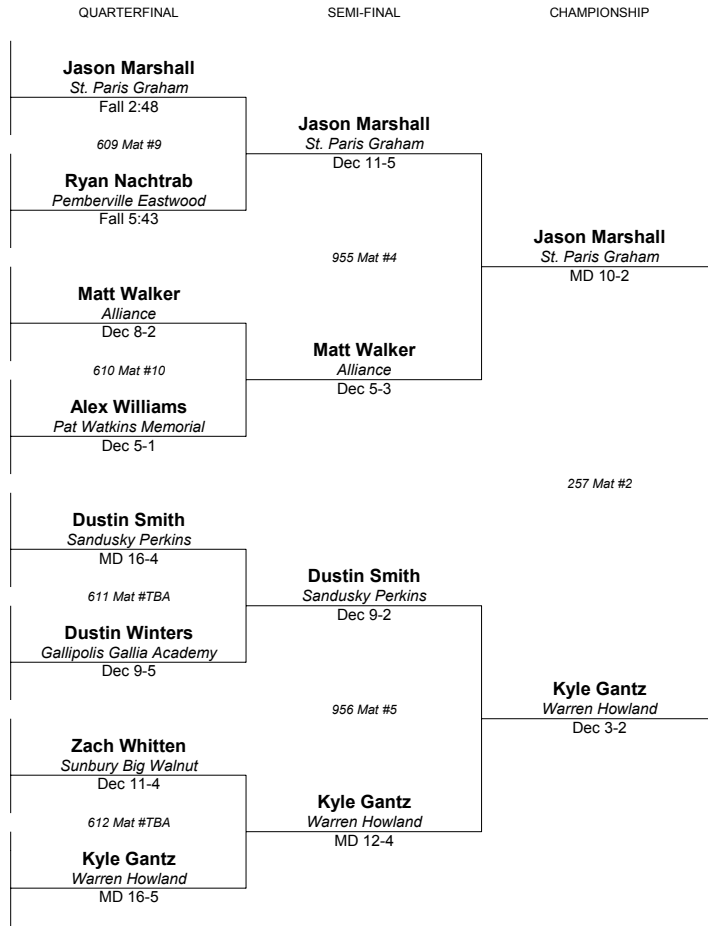 QUARTERFINAL
SEMI-FINAL
CHAMPIONSHIP
Jason Marshall
St. Paris Graham
Fall 2:48
609 Mat #9
Ryan Nachtrab
Pemberville Eastwood
Fall 5:43
Matt Walker
Alliance
Dec 8-2
610 Mat #10
Alex Williams
Pat Watkins Memorial
Dec 5-1
Dustin Smith
Sandusky Perkins
MD 16-4
611 Mat #TBA
Dustin Winters
Gallipolis Gallia Academy
Dec 9-5
Zach Whitten
Sunbury Big Walnut
Dec 11-4
612 Mat #TBA
Kyle Gantz
Warren Howland
MD 16-5
Jason Marshall
St. Paris Graham
Dec 11-5
955 Mat #4
Matt Walker
Alliance
Dec 5-3
Dustin Smith
Sandusky Perkins
Dec 9-2
956 Mat #5
Kyle Gantz
Warren Howland
MD 12-4
Jason Marshall
St. Paris Graham
MD 10-2
257 Mat #2
Kyle Gantz
Warren Howland
Dec 3-2